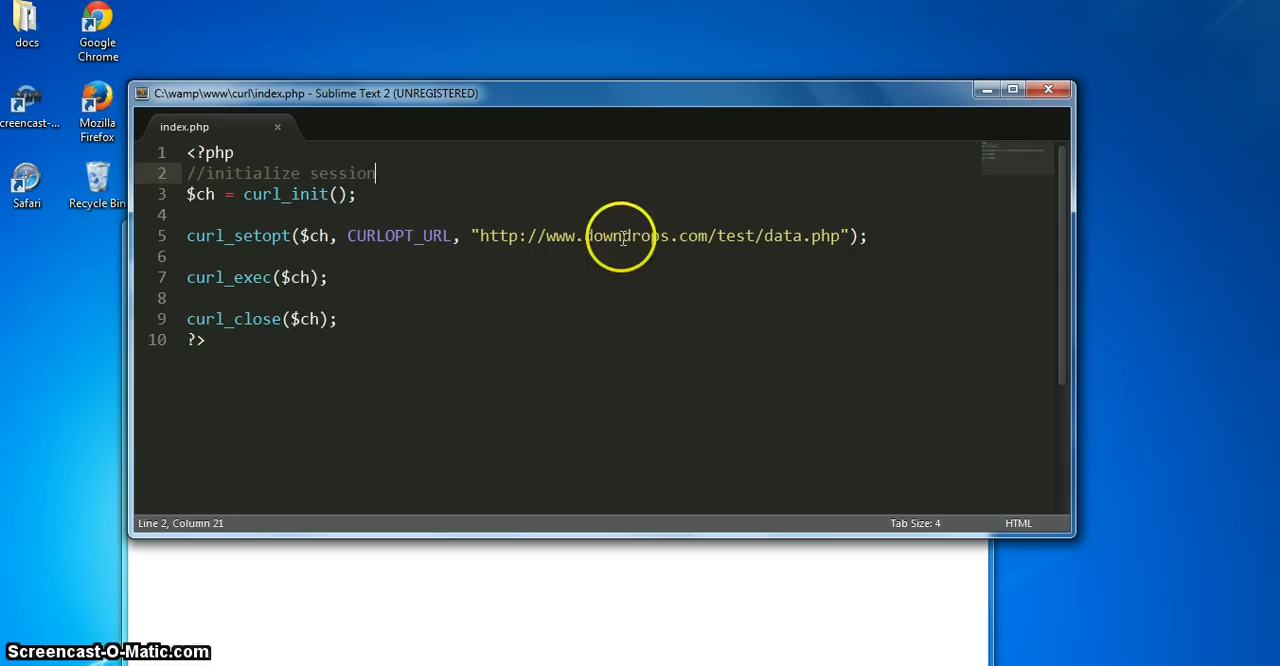 docs
Google
Chrome
creencast-...
Mozilla
Firefox
Safari
Recycle Bin
C:\wamp\www\curl\index.php - Sublime Text 2 (UNREGISTERED)
index.php
1 <?php
2 //initialize session
3 $ch = curl_init();
4
5 curl_setopt($ch, CURLOPT_URL, "http://www.downdrops.com/test/data.php");
6
7 curl_exec($ch);
8
9 curl_close($ch);
10 ?>
Line 2, Column 21
Tab Size: 4
HTML
Screencast-O-Matic.com